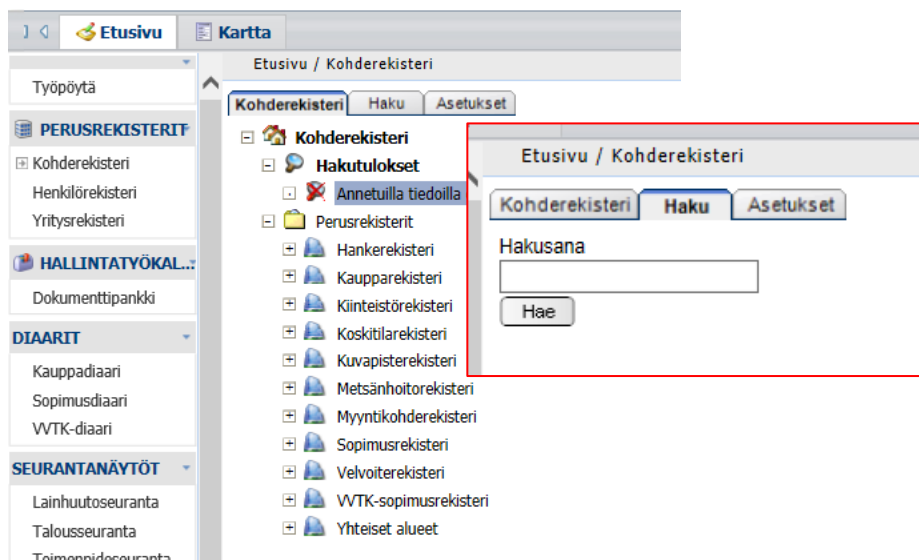 Etusivu
Kartta
Työpöytä
PERUSREKISTERIT
Kohderekisteri
Henkilörekisteri
Yritysrekisteri
HALLINTATYÖKAL...
Dokumenttipankki
DIAARIT
Kauppadiaari
Sopimusdiaari
VVTK-diaari
SEURANTANÄYTÖT
Lainhuutoseuranta
Talousseuranta
Toimenpideseuranta
Etusivu / Kohderekisteri
Kohderekisteri Haku Asetukset
Kohderekisteri
Hakutulokset
Annetuilla tiedoilla
Perusrekisterit
Hankerekisteri
Kaupparekisteri
Kiinteistörekisteri
Koskitilarekisteri
Kuvapisterekisteri
Metsänhoitorekisteri
Myyntikohderekisteri
Sopimusrekisteri
Velvoiterekisteri
VVTK-sopimusrekisteri
Yhteiset alueet
Etusivu / Kohderekisteri
Kohderekisteri Haku Asetukset
Hakusana
Hae